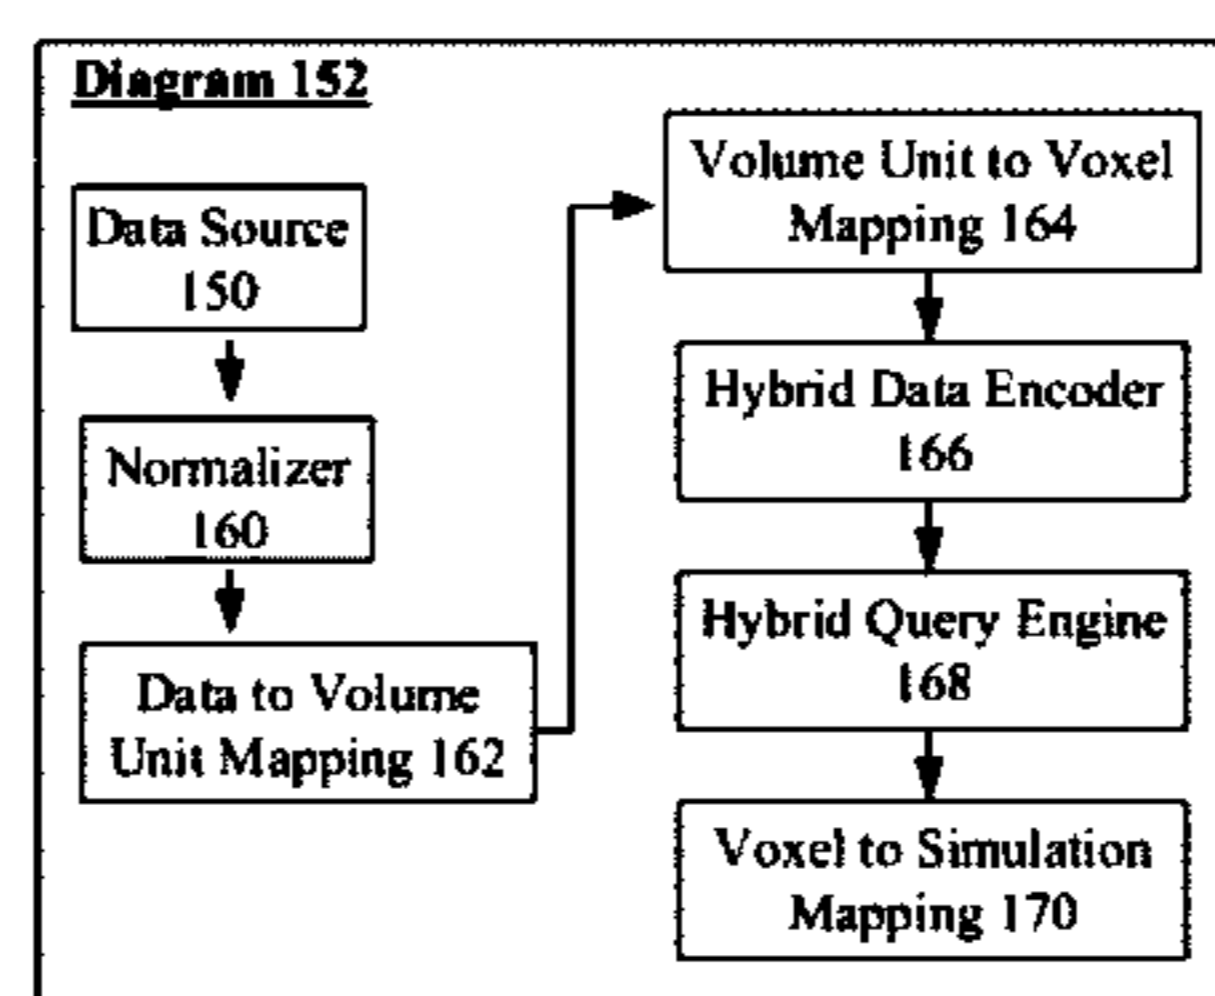 Diagram 152
Data Source
150
Normalizer
160
Data to Volume
Unit Mapping 162
Volume Unit to Voxel
Mapping 164
Hybrid Data Encoder
166
Hybrid Query Engine
168
Voxel to Simulation
Mapping 170